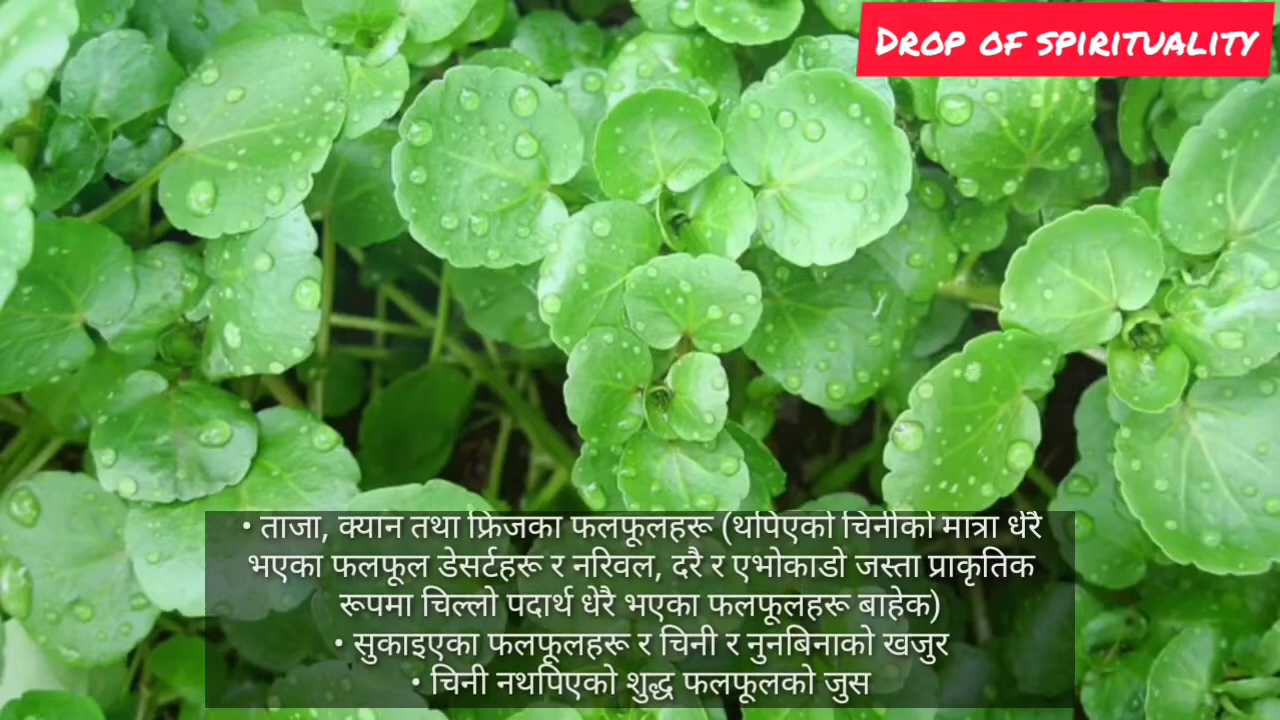 DROP OF SPIRITUALITY
• ताजा, क्यान तथा फ्रिजका फलफूलहरू (थपिएको चिनीको मात्रा धेरै
भएका फलफूल डेसर्टहरू र नरिवल, दरै र एभोकाडो जस्ता प्राकृतिक
रूपमा चिल्लो पदार्थ धेरै भएका फलफूलहरू बाहेक)
• सुकाइएका फलफूलहरू र चिनी र नुनबिनाको खजुर
• चिनी नथपिएको शुद्ध फलफूलको जुस